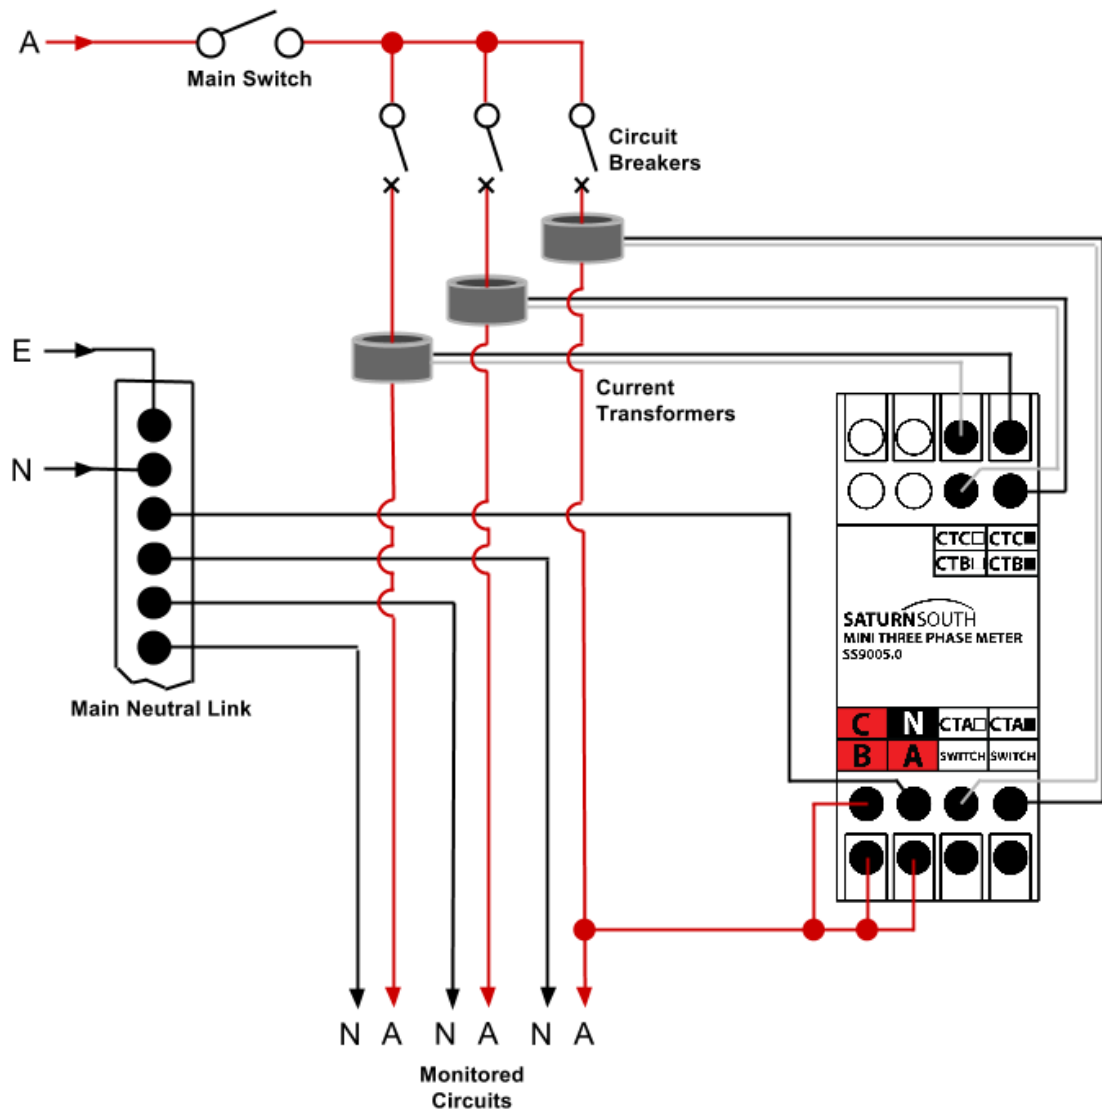 A
Main Switch
Circuit
Breakers
E
Current
Transformers
N
CTC□ CTC■
CTB□ CTB■
SATURNSOUTH
MINI THREE PHASE METER
SS9005.0
Main Neutral Link
C N CTA□ CTA■
B A SWITCH SWITCH
N A N A N A
Monitored
Circuits